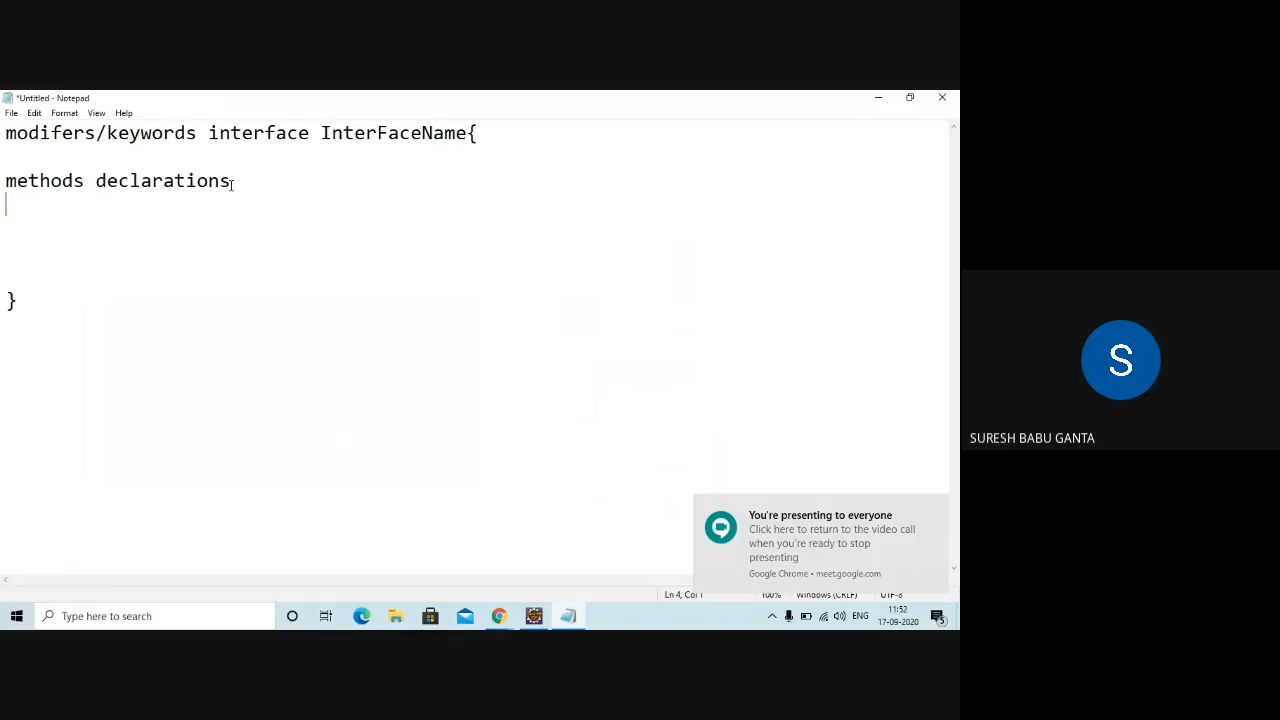 *Untitled - Notepad
File Edit Format View Help
modifers/keywords interface InterFaceName{
methods declarations
}
S
SURESH BABU GANTA
You're presenting to everyone
Click here to return to the video call
when you're ready to stop
presenting
Google Chrome • meet.google.com
Ln 4, Col 1 100% Windows (CRLF) UTF-8
Type here to search
ENG
11:52
17-09-2020
5